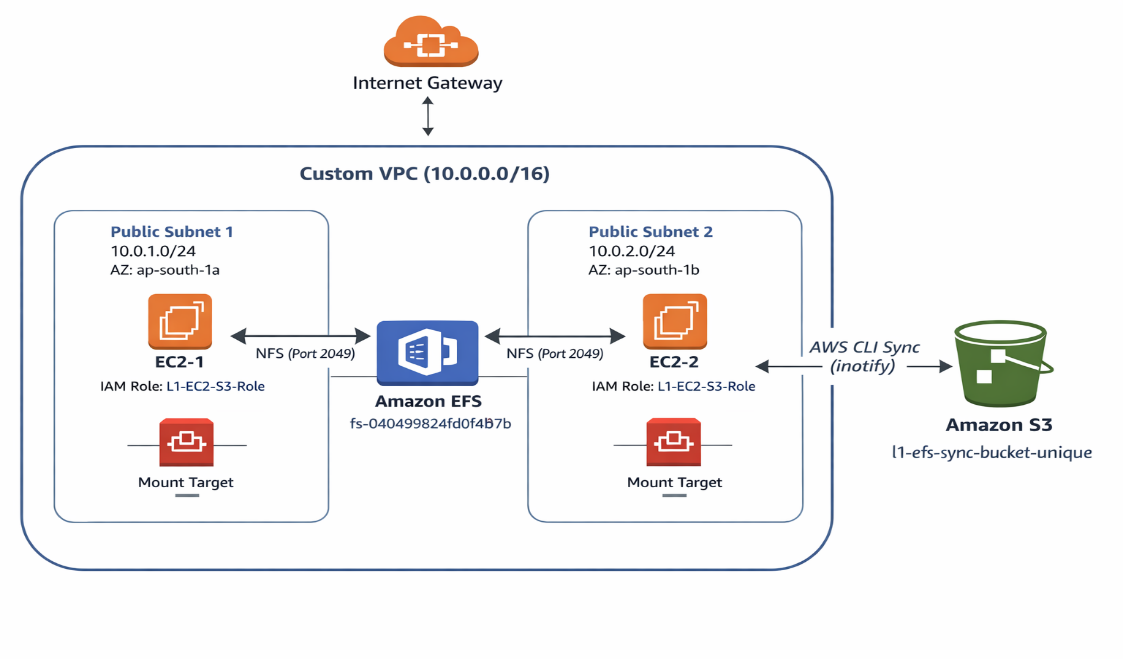 Internet Gateway
Custom VPC (10.0.0.0/16)
Public Subnet 1
10.0.1.0/24
AZ: ap-south-1a
EC2-1
IAM Role: L1-EC2-S3-Role
Mount Target
NFS (Port 2049)
Amazon EFS
fs-040499824fd0f4b7b
NFS (Port 2049)
Public Subnet 2
10.0.2.0/24
AZ: ap-south-1b
EC2-2
IAM Role: L1-EC2-S3-Role
Mount Target
AWS CLI Sync
(inotify)
Amazon S3
l1-efs-sync-bucket-unique